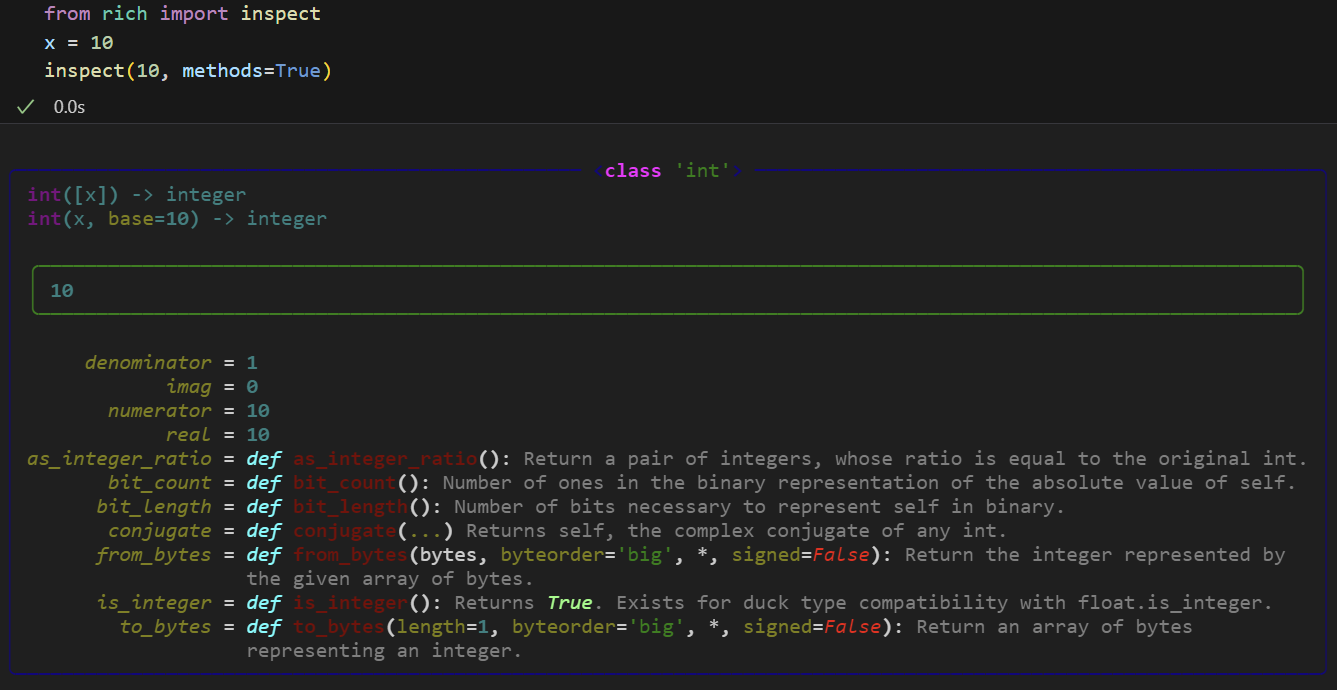 from rich import inspect
x = 10
inspect(10, methods=True)
0.0s
<class 'int'>
int([x]) -> integer
int(x, base=10) -> integer
10
denominator = 1
imag = 0
numerator = 10
real = 10
as_integer_ratio = def as_integer_ratio(): Return a pair of integers, whose ratio is equal to the original int.
bit_count = def bit_count(): Number of ones in the binary representation of the absolute value of self.
bit_length = def bit_length(): Number of bits necessary to represent self in binary.
conjugate = def conjugate(...) Returns self, the complex conjugate of any int.
from_bytes = def from_bytes(bytes, byteorder='big', *, signed=False): Return the integer represented by
the given array of bytes.
is_integer = def is_integer(): Returns True. Exists for duck type compatibility with float.is_integer.
to_bytes = def to_bytes(length=1, byteorder='big', *, signed=False): Return an array of bytes
representing an integer.